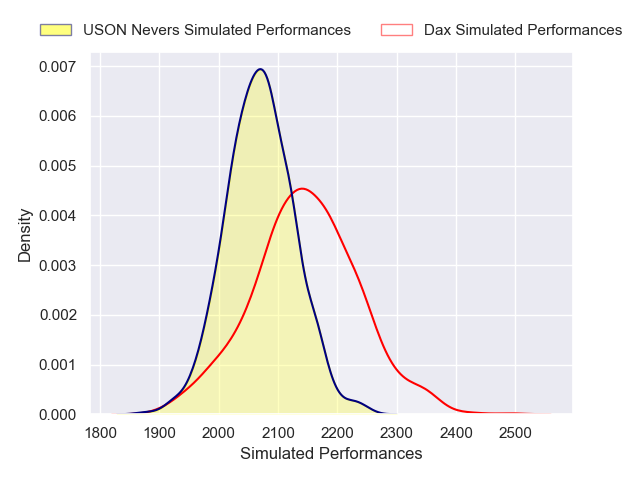 USON Nevers Simulated Performances Dax Simulated Performances
0.007
0.006
0.005
0.004
0.003
0.002
0.001
0.000
Density
1800 1900 2000 2100 2200 2300 2400 2500
Simulated Performances